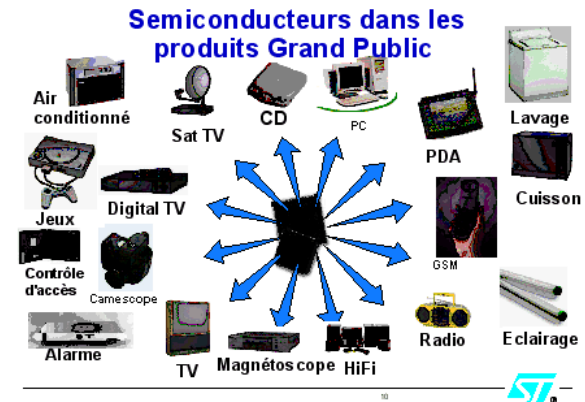 Semiconducteurs dans les
produits Grand Public
Air
conditionné
Sat TV
CD
PC
PDA
Lavage
Cuisson
Jeux
Digital TV
GSM
Contrôle
d'accès
Camescope
Alarme
TV
Magnétoscope
HiFi
Radio
Eclairage
10
ST